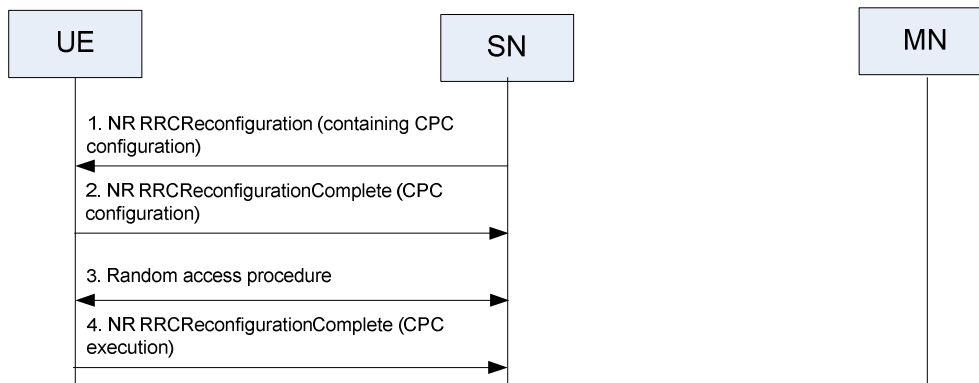 UE
SN
MN
1. NR RRCReconfiguration (containing CPC
configuration)
2. NR RRCReconfigurationComplete (CPC
configuration)
3. Random access procedure
4. NR RRCReconfigurationComplete (CPC
execution)